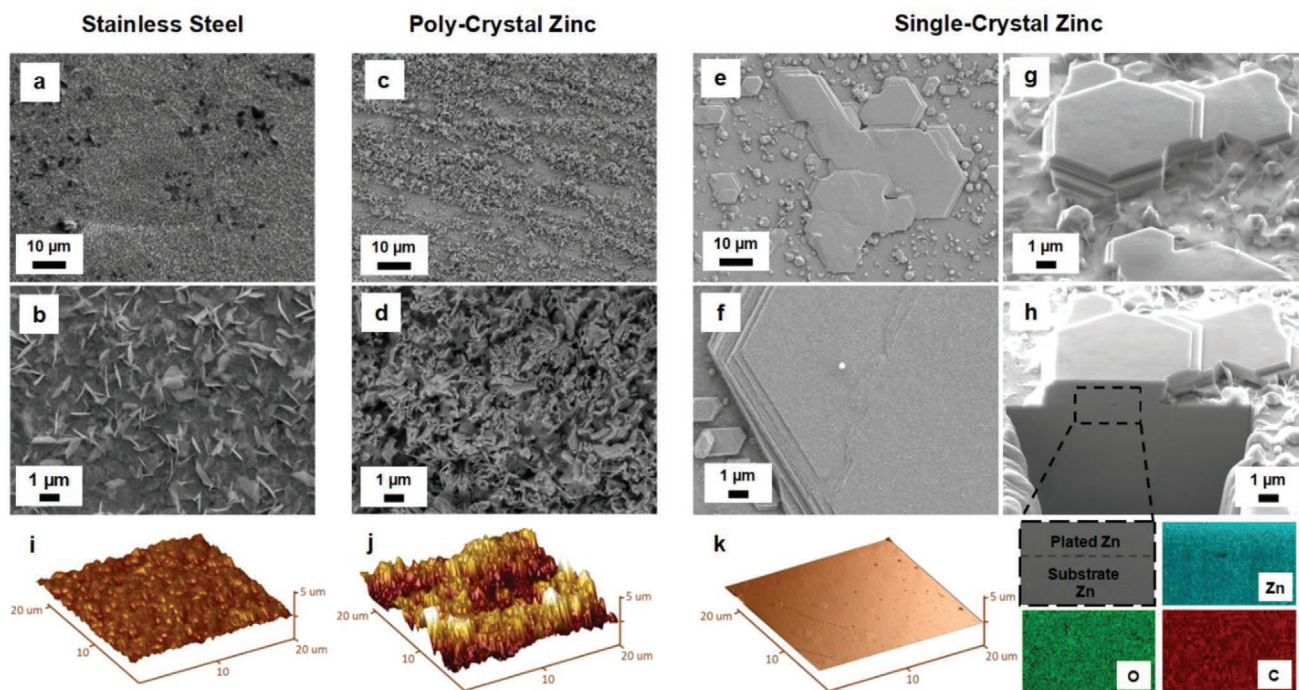 Stainless Steel
Poly-Crystal Zinc
Single-Crystal Zinc
a
10 μm
c
10 μm
e
10 μm
g
1 μm
b
1 μm
d
1 μm
f
1 μm
h
1 μm
i
20 um
10
10
20 um
5 um
j
20 um
10
10
20 um
5 um
k
20 um
10
10
20 um
5 um
Plated Zn
Substrate
Zn
Zn
O
C